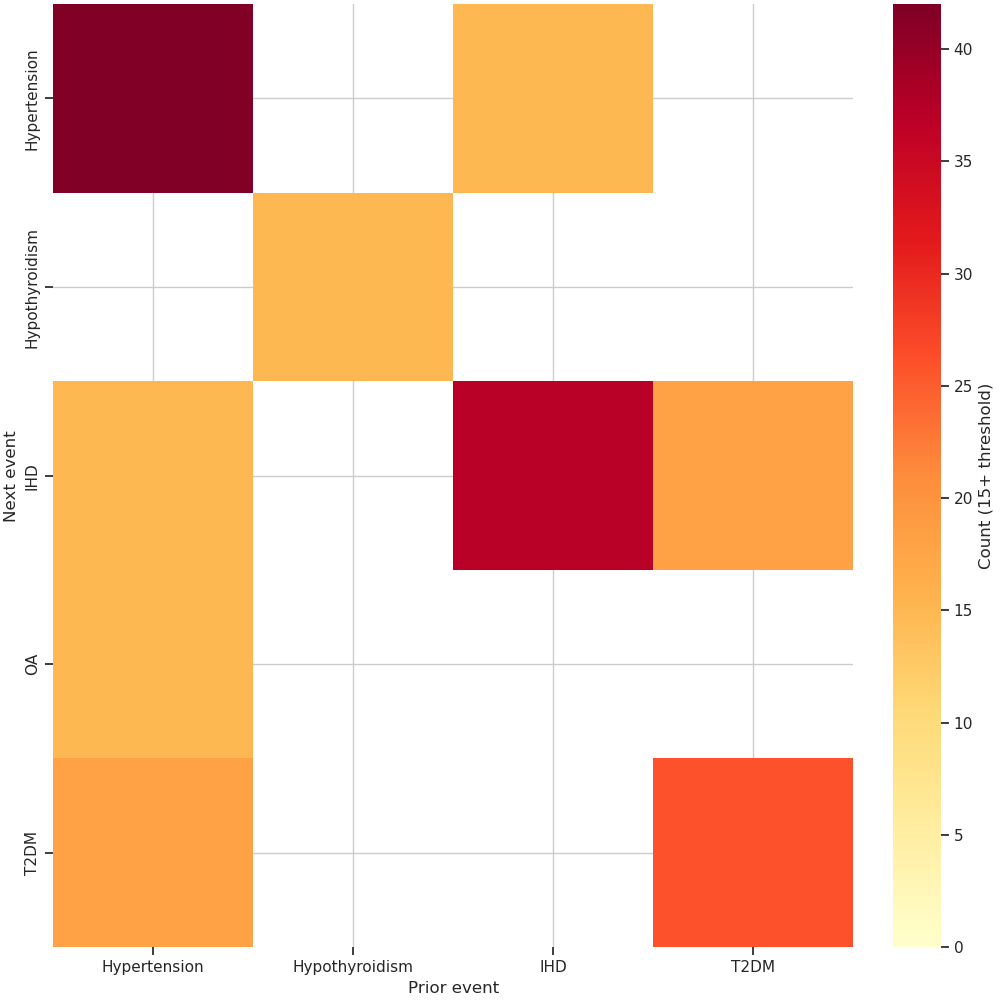 Next event
Hypertension
Hypothyroidism
IHD
OA
T2DM
Hypertension
Hypothyroidism
IHD
T2DM
Prior event
40
35
30
25
20
15
10
5
0
Count (15+ threshold)